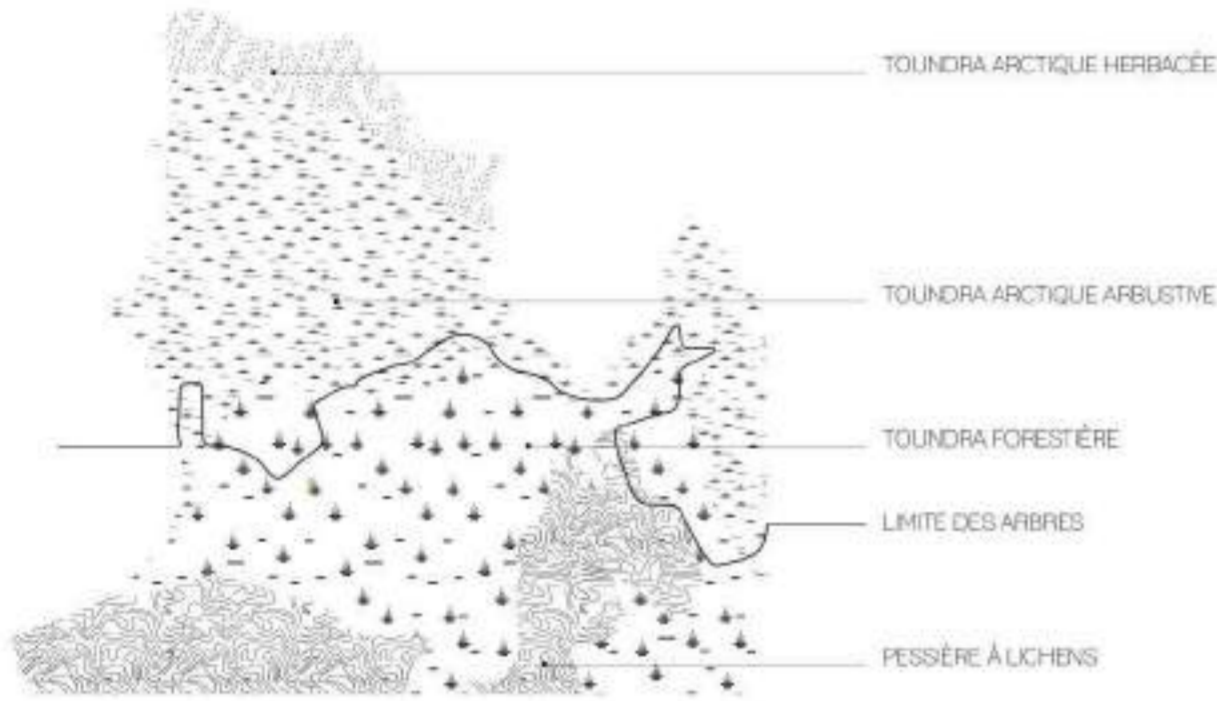 TOUNDRA ARCTIQUE HERBACÉE
TOUNDRA ARCTIQUE ARBUSTIVE
TOUNDRA FORESTIÈRE
LIMITE DES ARBRES
PESSIÈRE À LICHENS